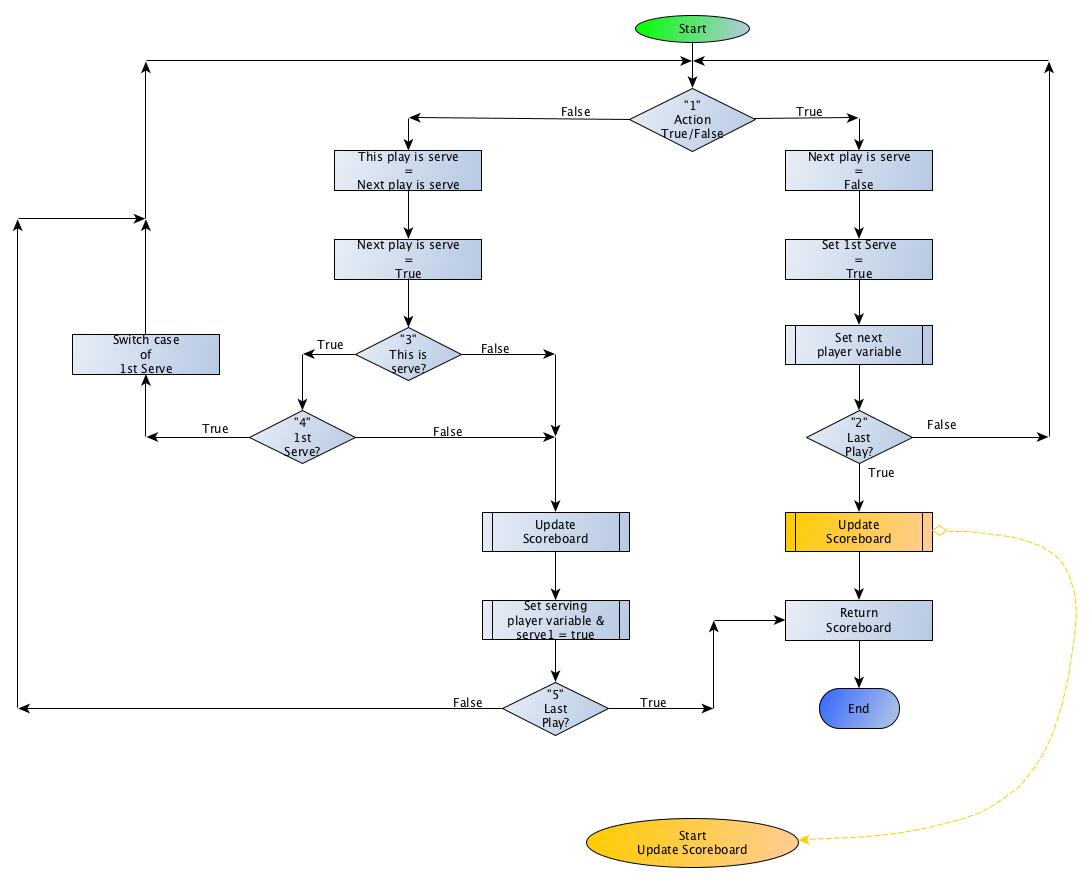 Start
"1"
Action
True/False
False
True
This play is serve
=
Next play is serve
Next play is serve
=
False
Next play is serve
=
True
Set 1st Serve
=
True
Switch case
of
1st Serve
"3"
This is
serve?
True
False
Set next
player variable
"4"
1st
Serve?
True
False
"2"
Last
Play?
False
True
Update
Scoreboard
Update
Scoreboard
Set serving
player variable &
serve1 = true
Return
Scoreboard
"5"
Last
Play?
False
True
End
Start
Update Scoreboard